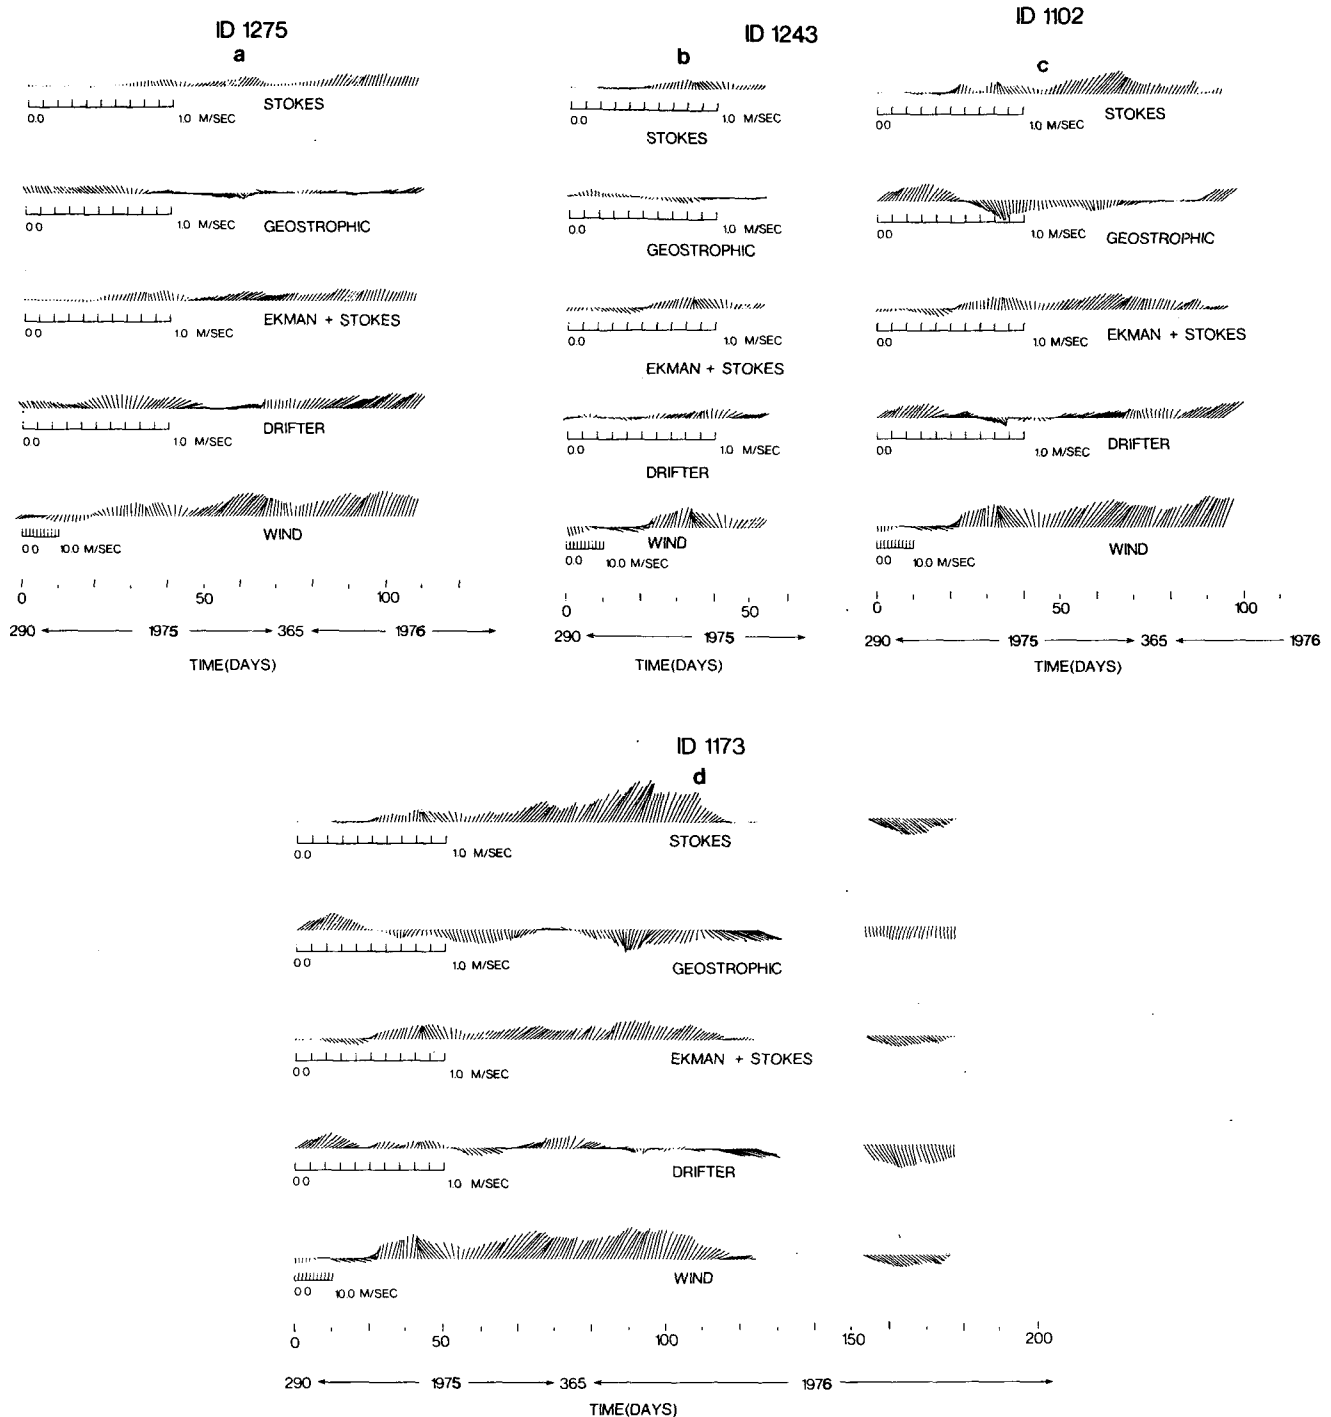 ID 1275
a
STOKES
0.0 1.0 M/SEC
GEOSTROPHIC
0.0 1.0 M/SEC
EKMAN + STOKES
0.0 1.0 M/SEC
DRIFTER
0.0 1.0 M/SEC
WIND
0.0 10.0 M/SEC
0 50 100
290 1975 365 1976
TIME(DAYS)
ID 1243
b
0.0 1.0 M/SEC
STOKES
0.0 1.0 M/SEC
GEOSTROPHIC
0.0 1.0 M/SEC
EKMAN + STOKES
0.0 1.0 M/SEC
DRIFTER
WIND
0.0 10.0 M/SEC
0 50
290 1975
TIME(DAYS)
ID 1102
c
STOKES
0.0 1.0 M/SEC
0.0 1.0 M/SEC GEOSTROPHIC
0.0 1.0 M/SEC EKMAN + STOKES
0.0 1.0 M/SEC DRIFTER
WIND
0.0 10.0 M/SEC
0 50 100
290 1975 365 1976
TIME(DAYS)
ID 1173
d
STOKES
0.0 1.0 M/SEC
GEOSTROPHIC
0.0 1.0 M/SEC
EKMAN + STOKES
0.0 1.0 M/SEC
DRIFTER
0.0 1.0 M/SEC
WIND
0.0 10.0 M/SEC
0 50 100 150 200
290 1975 365 1976
TIME(DAYS)